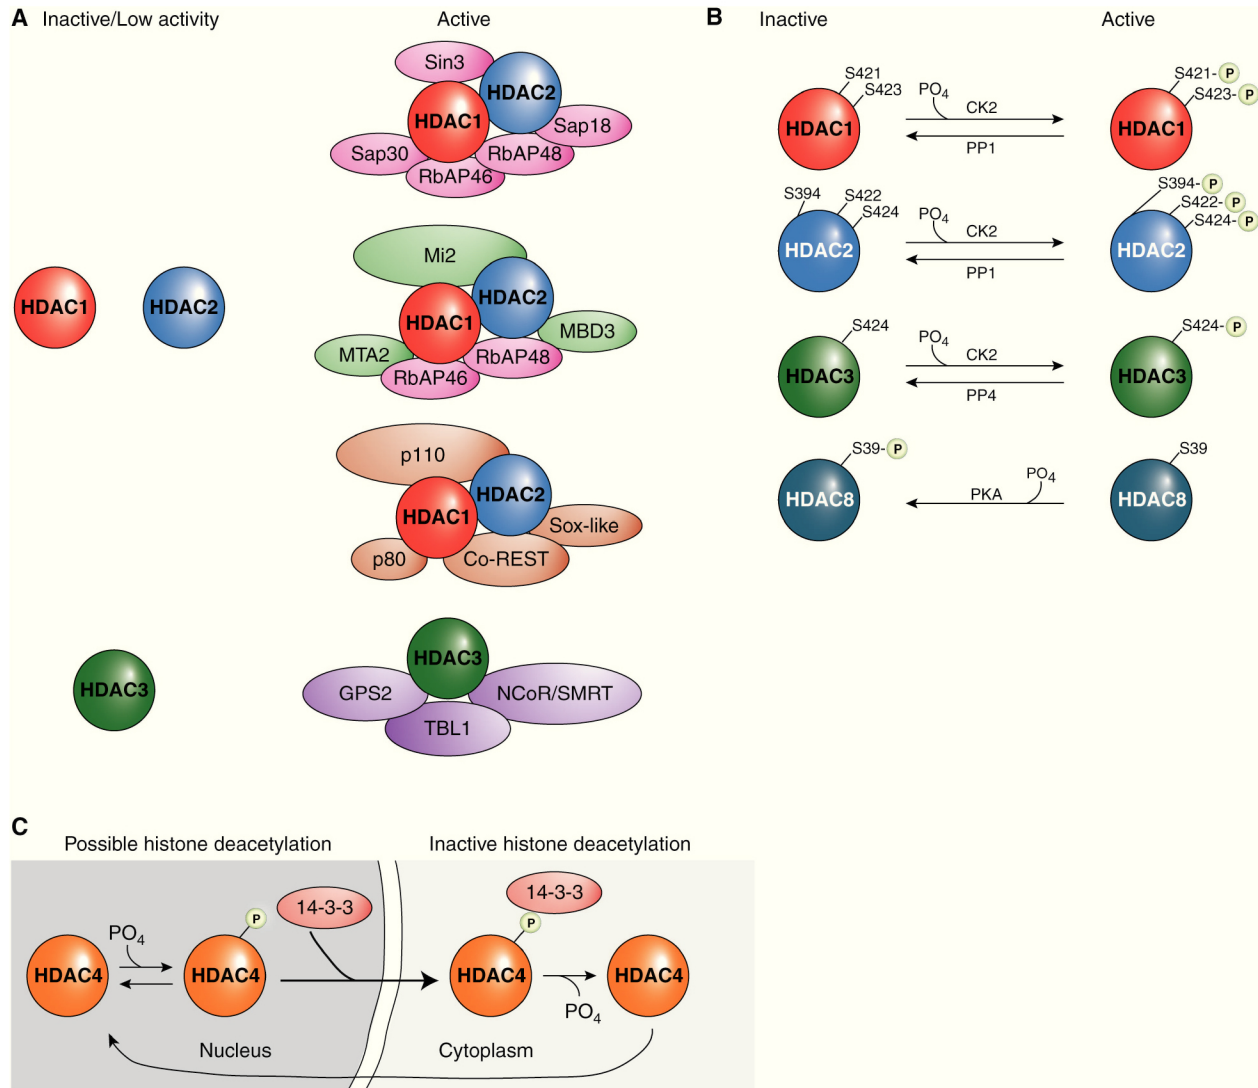 A
Inactive/Low activity
Active
Sin3
HDAC2
HDAC1
Sap18
Sap30
RbAP48
RbAP46
Mi2
HDAC1
HDAC2
HDAC2
HDAC1
MBD3
MTA2
RbAP48
RbAP46
p110
HDAC2
HDAC1
Sox-like
p80
Co-REST
HDAC3
HDAC3
GPS2
NCoR/SMRT
TBL1
B
Inactive
Active
S421
S423
HDAC1
PO4
CK2
PP1
S421-P
S423-P
HDAC1
S394
S422
S424
HDAC2
PO4
CK2
PP1
S394-P
S422-P
S424-P
HDAC2
S424
HDAC3
PO4
CK2
PP4
S424-P
HDAC3
S39-P
HDAC8
PKA
PO4
S39
HDAC8
C
Possible histone deacetylation
Inactive histone deacetylation
14-3-3
14-3-3
P
P
PO4
HDAC4
HDAC4
HDAC4
HDAC4
PO4
Nucleus
Cytoplasm